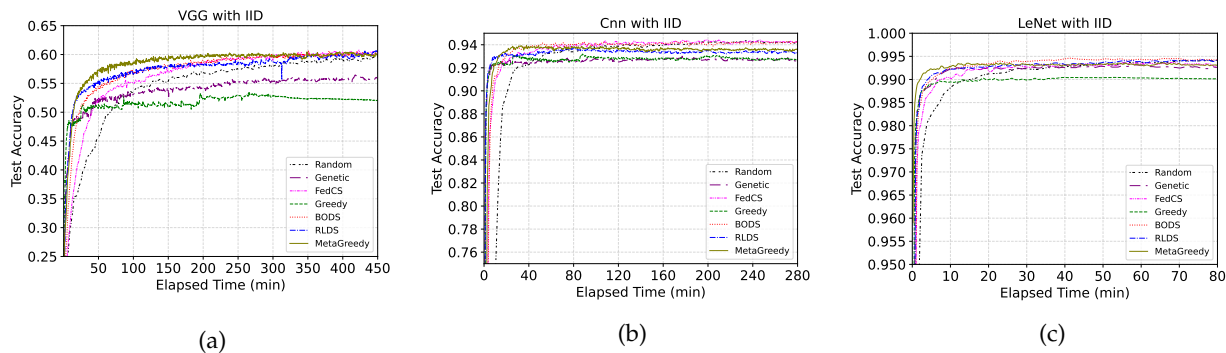 VGG with IID
Test Accuracy
0.65
0.60
0.55
0.50
0.45
0.40
0.35
0.30
0.25
50 100 150 200 250 300 350 400 450
Elapsed Time (min)
Random
Genetic
FedCS
Greedy
BODS
RLDS
MetaGreedy
(a)
Cnn with IID
Test Accuracy
0.94
0.92
0.90
0.88
0.86
0.84
0.82
0.80
0.78
0.76
0 40 80 120 160 200 240 280
Elapsed Time (min)
Random
Genetic
FedCS
Greedy
BODS
RLDS
MetaGreedy
(b)
LeNet with IID
Test Accuracy
1.000
0.995
0.990
0.985
0.980
0.975
0.970
0.965
0.960
0.955
0.950
0 10 20 30 40 50 60 70 80
Elapsed Time (min)
Random
Genetic
FedCS
Greedy
BODS
RLDS
MetaGreedy
(c)